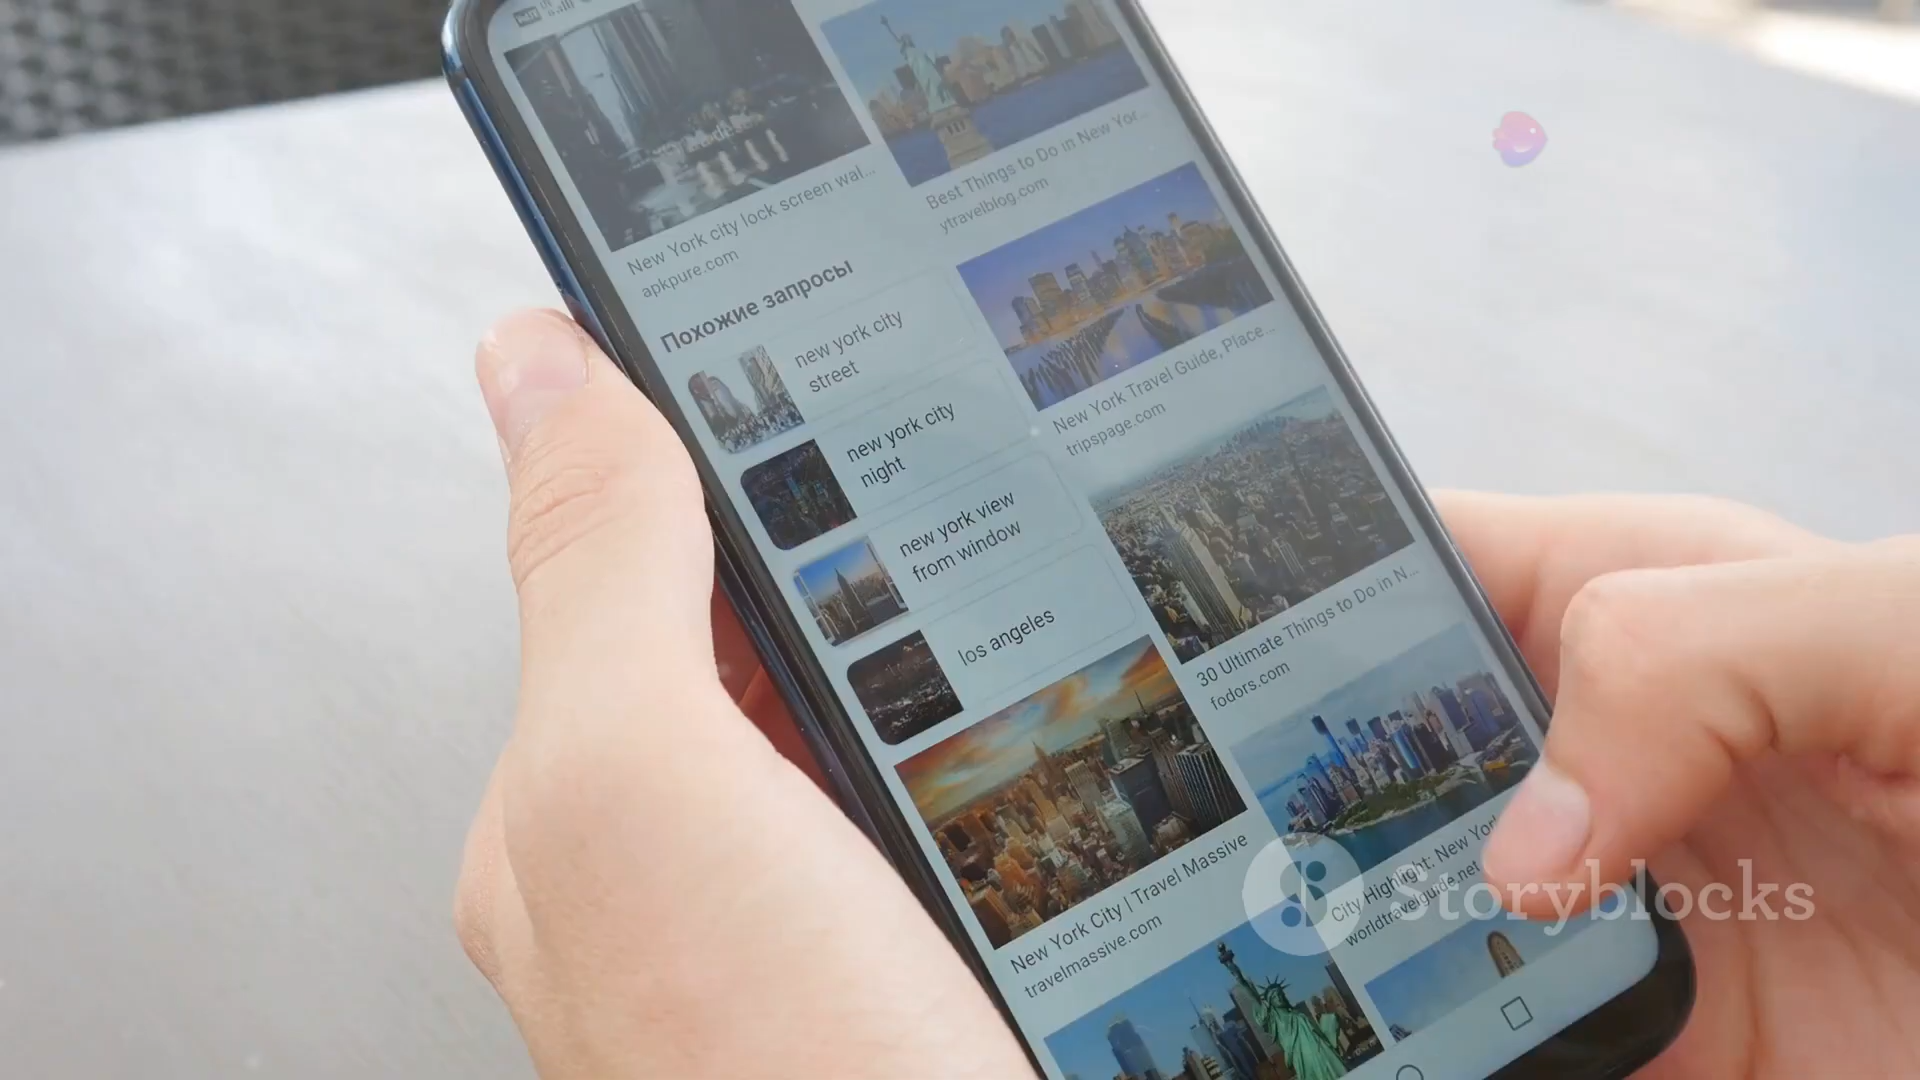 New York city lock screen wal...
apkpure.com
Best Things to Do in New Yor...
ytravelblog.com
Похожие запросы
new york city
street
new york city
night
new york view
from window
los angeles
New York Travel Guide, Place...
tripspage.com
30 Ultimate Things to Do in N...
fodors.com
New York City | Travel Massive
travelmassive.com
City Highlight: New York
worldtravelguide.net
Storyblocks